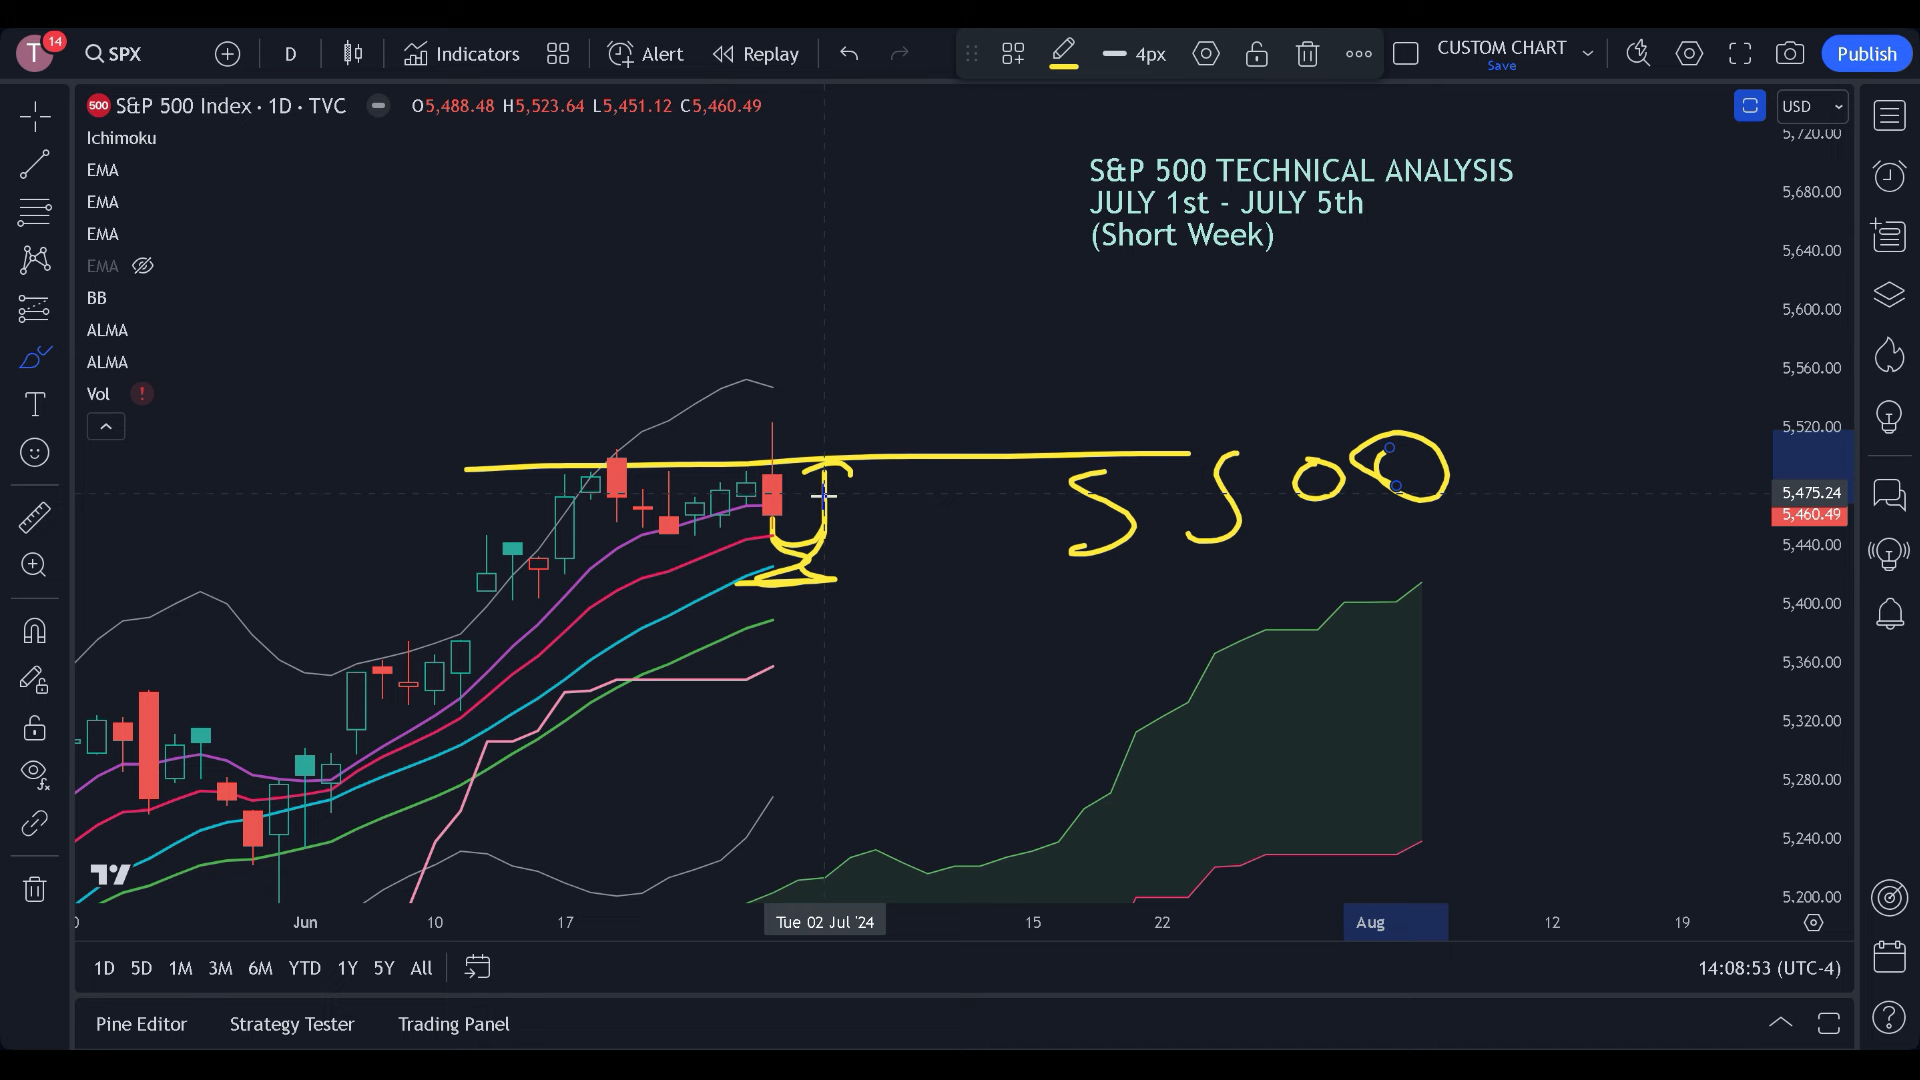 T 14 SPX D Indicators Alert Replay 4px CUSTOM CHART Save Publish
500 S&P 500 Index · 1D · TVC O5,488.48 H5,523.64 L5,451.12 C5,460.49 USD
Ichimoku
EMA
EMA
EMA
EMA
BB
ALMA
ALMA
Vol !
S&P 500 TECHNICAL ANALYSIS
JULY 1st - JULY 5th
(Short Week)
5500
5,720.00
5,680.00
5,640.00
5,600.00
5,560.00
5,520.00
5,475.24
5,460.49
5,440.00
5,400.00
5,360.00
5,320.00
5,280.00
5,240.00
5,200.00
Jun 10 17 Tue 02 Jul '24 15 22 Aug 12 19
1D 5D 1M 3M 6M YTD 1Y 5Y All 14:08:53 (UTC-4)
Pine Editor Strategy Tester Trading Panel